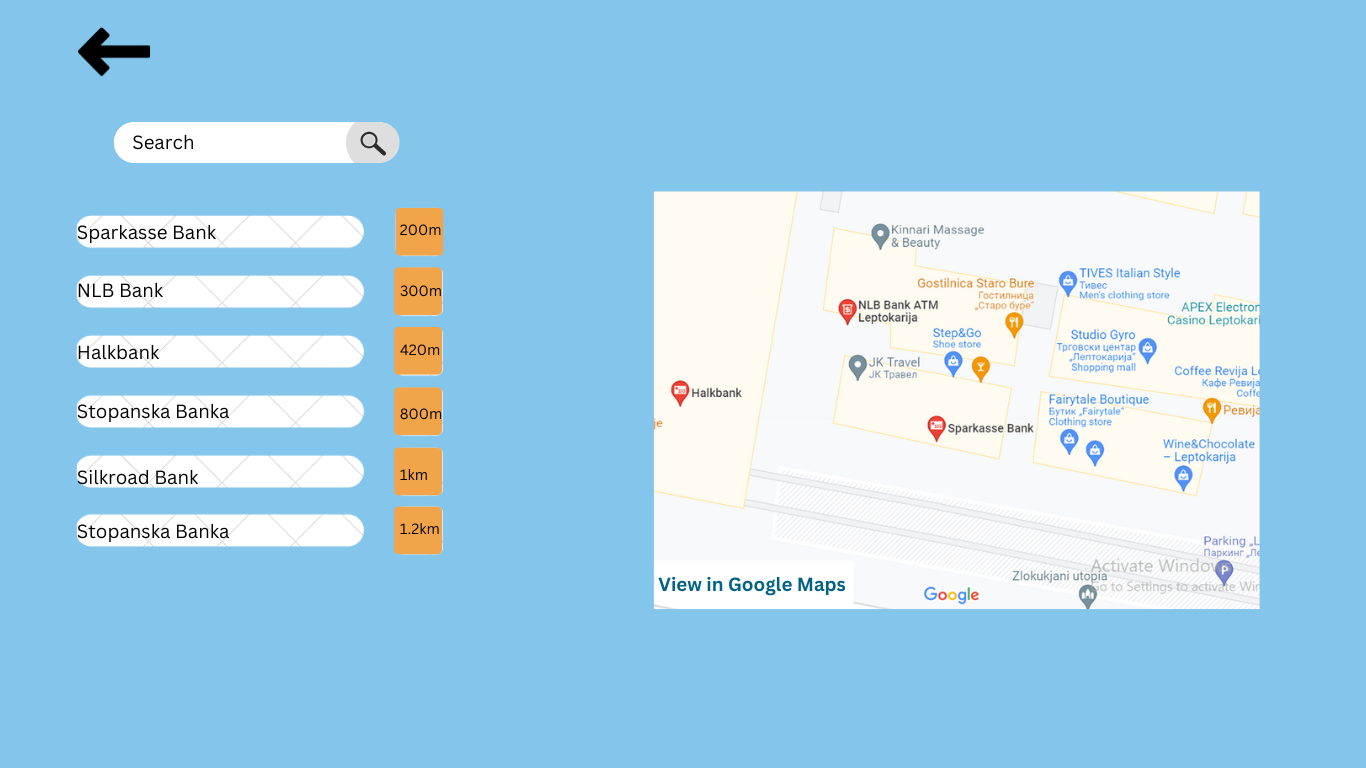 Search
Sparkasse Bank
200m
NLB Bank
300m
Halkbank
420m
Stopanska Banka
800m
Silkroad Bank
1km
Stopanska Banka
1.2km
Kinnari Massage
& Beauty
Gostilnica Staro Bure
Гостилница
„Старо буре"
TIVES Italian Style
Тивес
Men's clothing store
NLB Bank ATM
Leptokarija
APEX Electron
Casino Leptokari
Step&Go
Shoe store
Studio Gyro
Трговски центар
„Лептокарија"
Shopping mall
JK Travel
ЈК Травел
Coffee Revija Le
Кафе Ревија
Coffe
Halkbank
Fairytale Boutique
Бутик „Fairytale"
Clothing store
Ревија
je
Sparkasse Bank
Wine&Chocolate
– Leptokarija
Parking „L
Паркинг „Ле
P
Activate Window
Go to Settings to activate Win
Zlokukjani utopia
View in Google Maps
Google